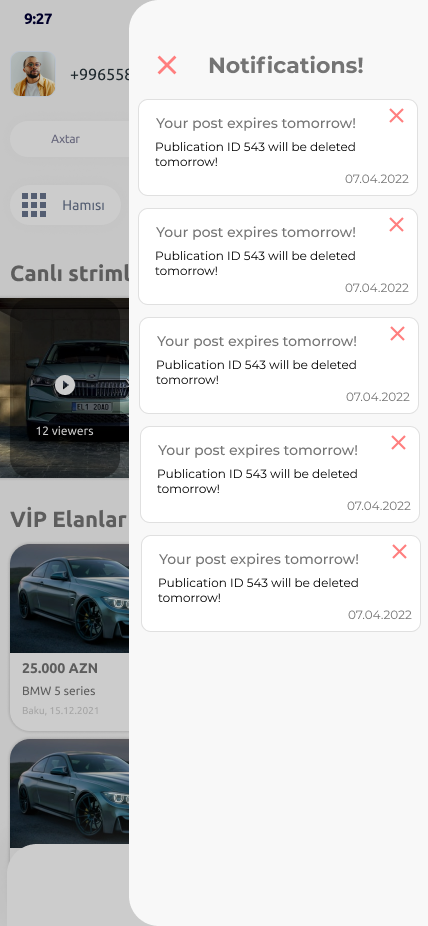 9:27
+996558
Axtar
Hamısı
Canlı striml
EL1 204O
12 viewers
VİP Elanlar
25.000 AZN
BMW 5 series
Baku, 15.12.2021
Notifications!
Your post expires tomorrow!
Publication ID 543 will be deleted
tomorrow!
07.04.2022
Your post expires tomorrow!
Publication ID 543 will be deleted
tomorrow!
07.04.2022
Your post expires tomorrow!
Publication ID 543 will be deleted
tomorrow!
07.04.2022
Your post expires tomorrow!
Publication ID 543 will be deleted
tomorrow!
07.04.2022
Your post expires tomorrow!
Publication ID 543 will be deleted
tomorrow!
07.04.2022